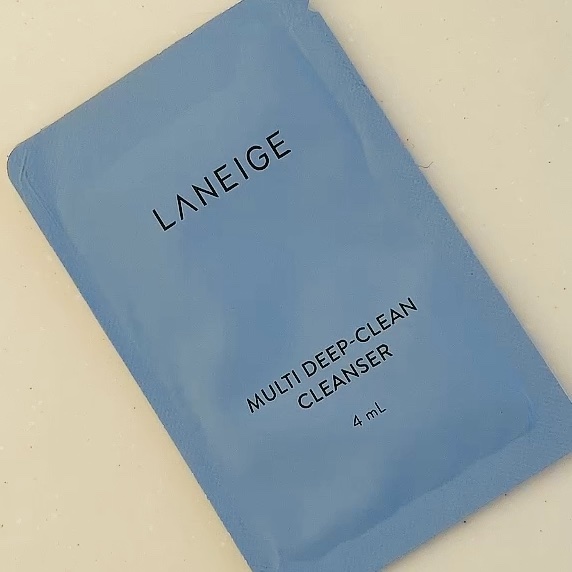 LANEIGE
MULTI DEEP-CLEAN
CLEANSER
4 mL